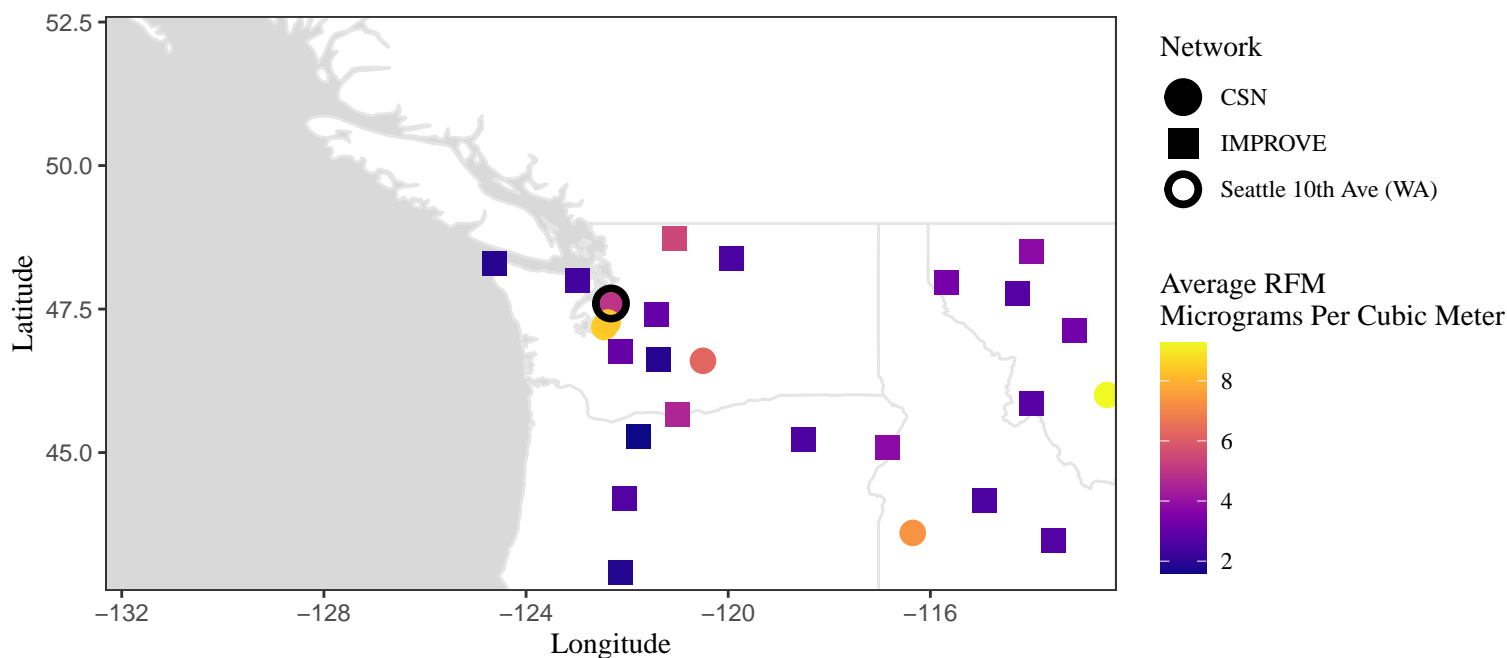 52.5
50.0
47.5
45.0
Latitude
−132
−128
−124
−120
−116
Longitude
Network
CSN
IMPROVE
Seattle 10th Ave (WA)
Average RFM
Micrograms Per Cubic Meter
8
6
4
2